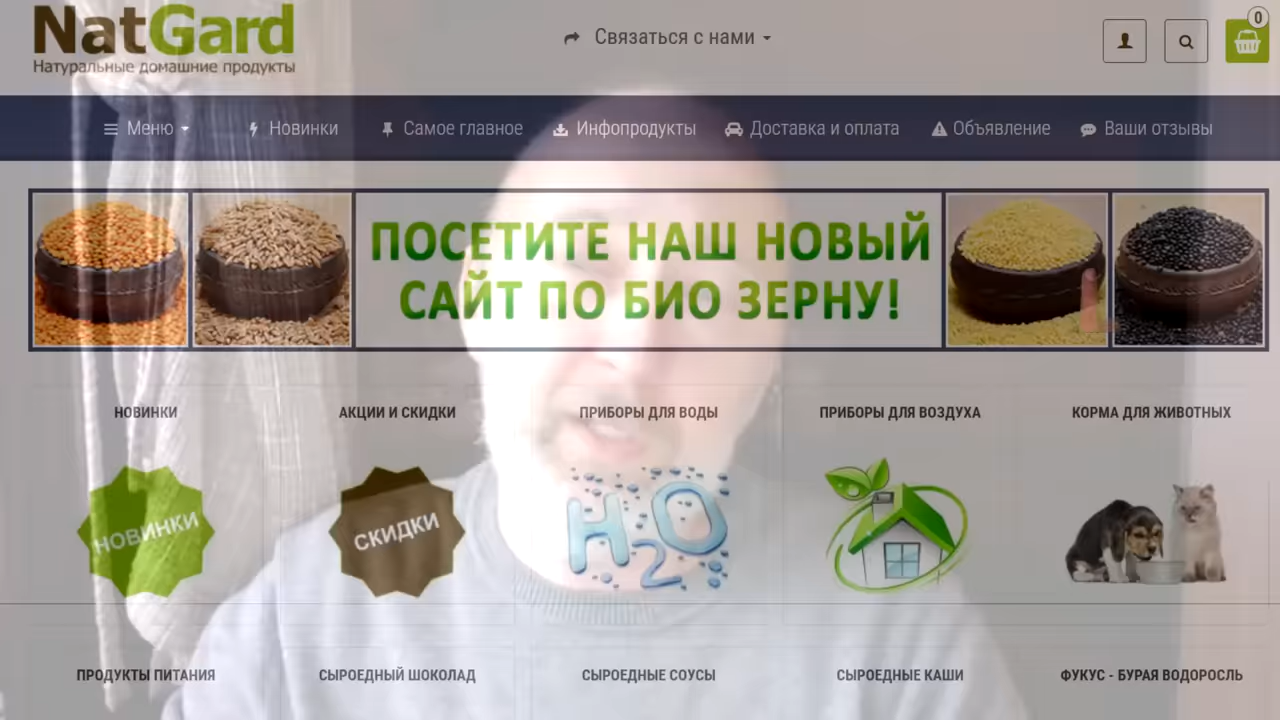 NatGard
Натуральные домашние продукты
Связаться с нами
0
Меню
Новинки
Самое главное
Инфопродукты
Доставка и оплата
Объявление
Ваши отзывы
ПОСЕТИТЕ НАШ НОВЫЙ
САЙТ ПО БИО ЗЕРНУ!
НОВИНКИ
АКЦИИ И СКИДКИ
ПРИБОРЫ ДЛЯ ВОДЫ
ПРИБОРЫ ДЛЯ ВОЗДУХА
КОРМА ДЛЯ ЖИВОТНЫХ
НОВИНКИ
СКИДКИ
H2O
ПРОДУКТЫ ПИТАНИЯ
СЫРОЕДНЫЙ ШОКОЛАД
СЫРОЕДНЫЕ СОУСЫ
СЫРОЕДНЫЕ КАШИ
ФУКУС - БУРАЯ ВОДОРОСЛЬ